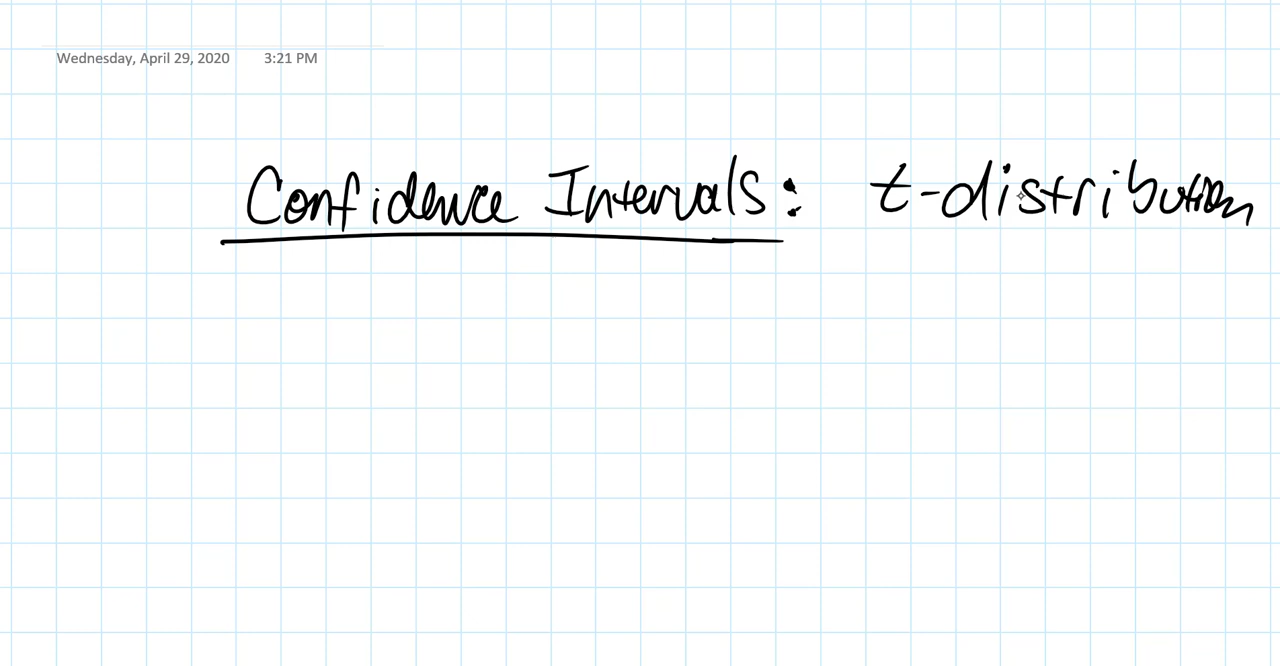 Wednesday, April 29, 2020 3:21 PM
Confidence Intervals: t-distribution